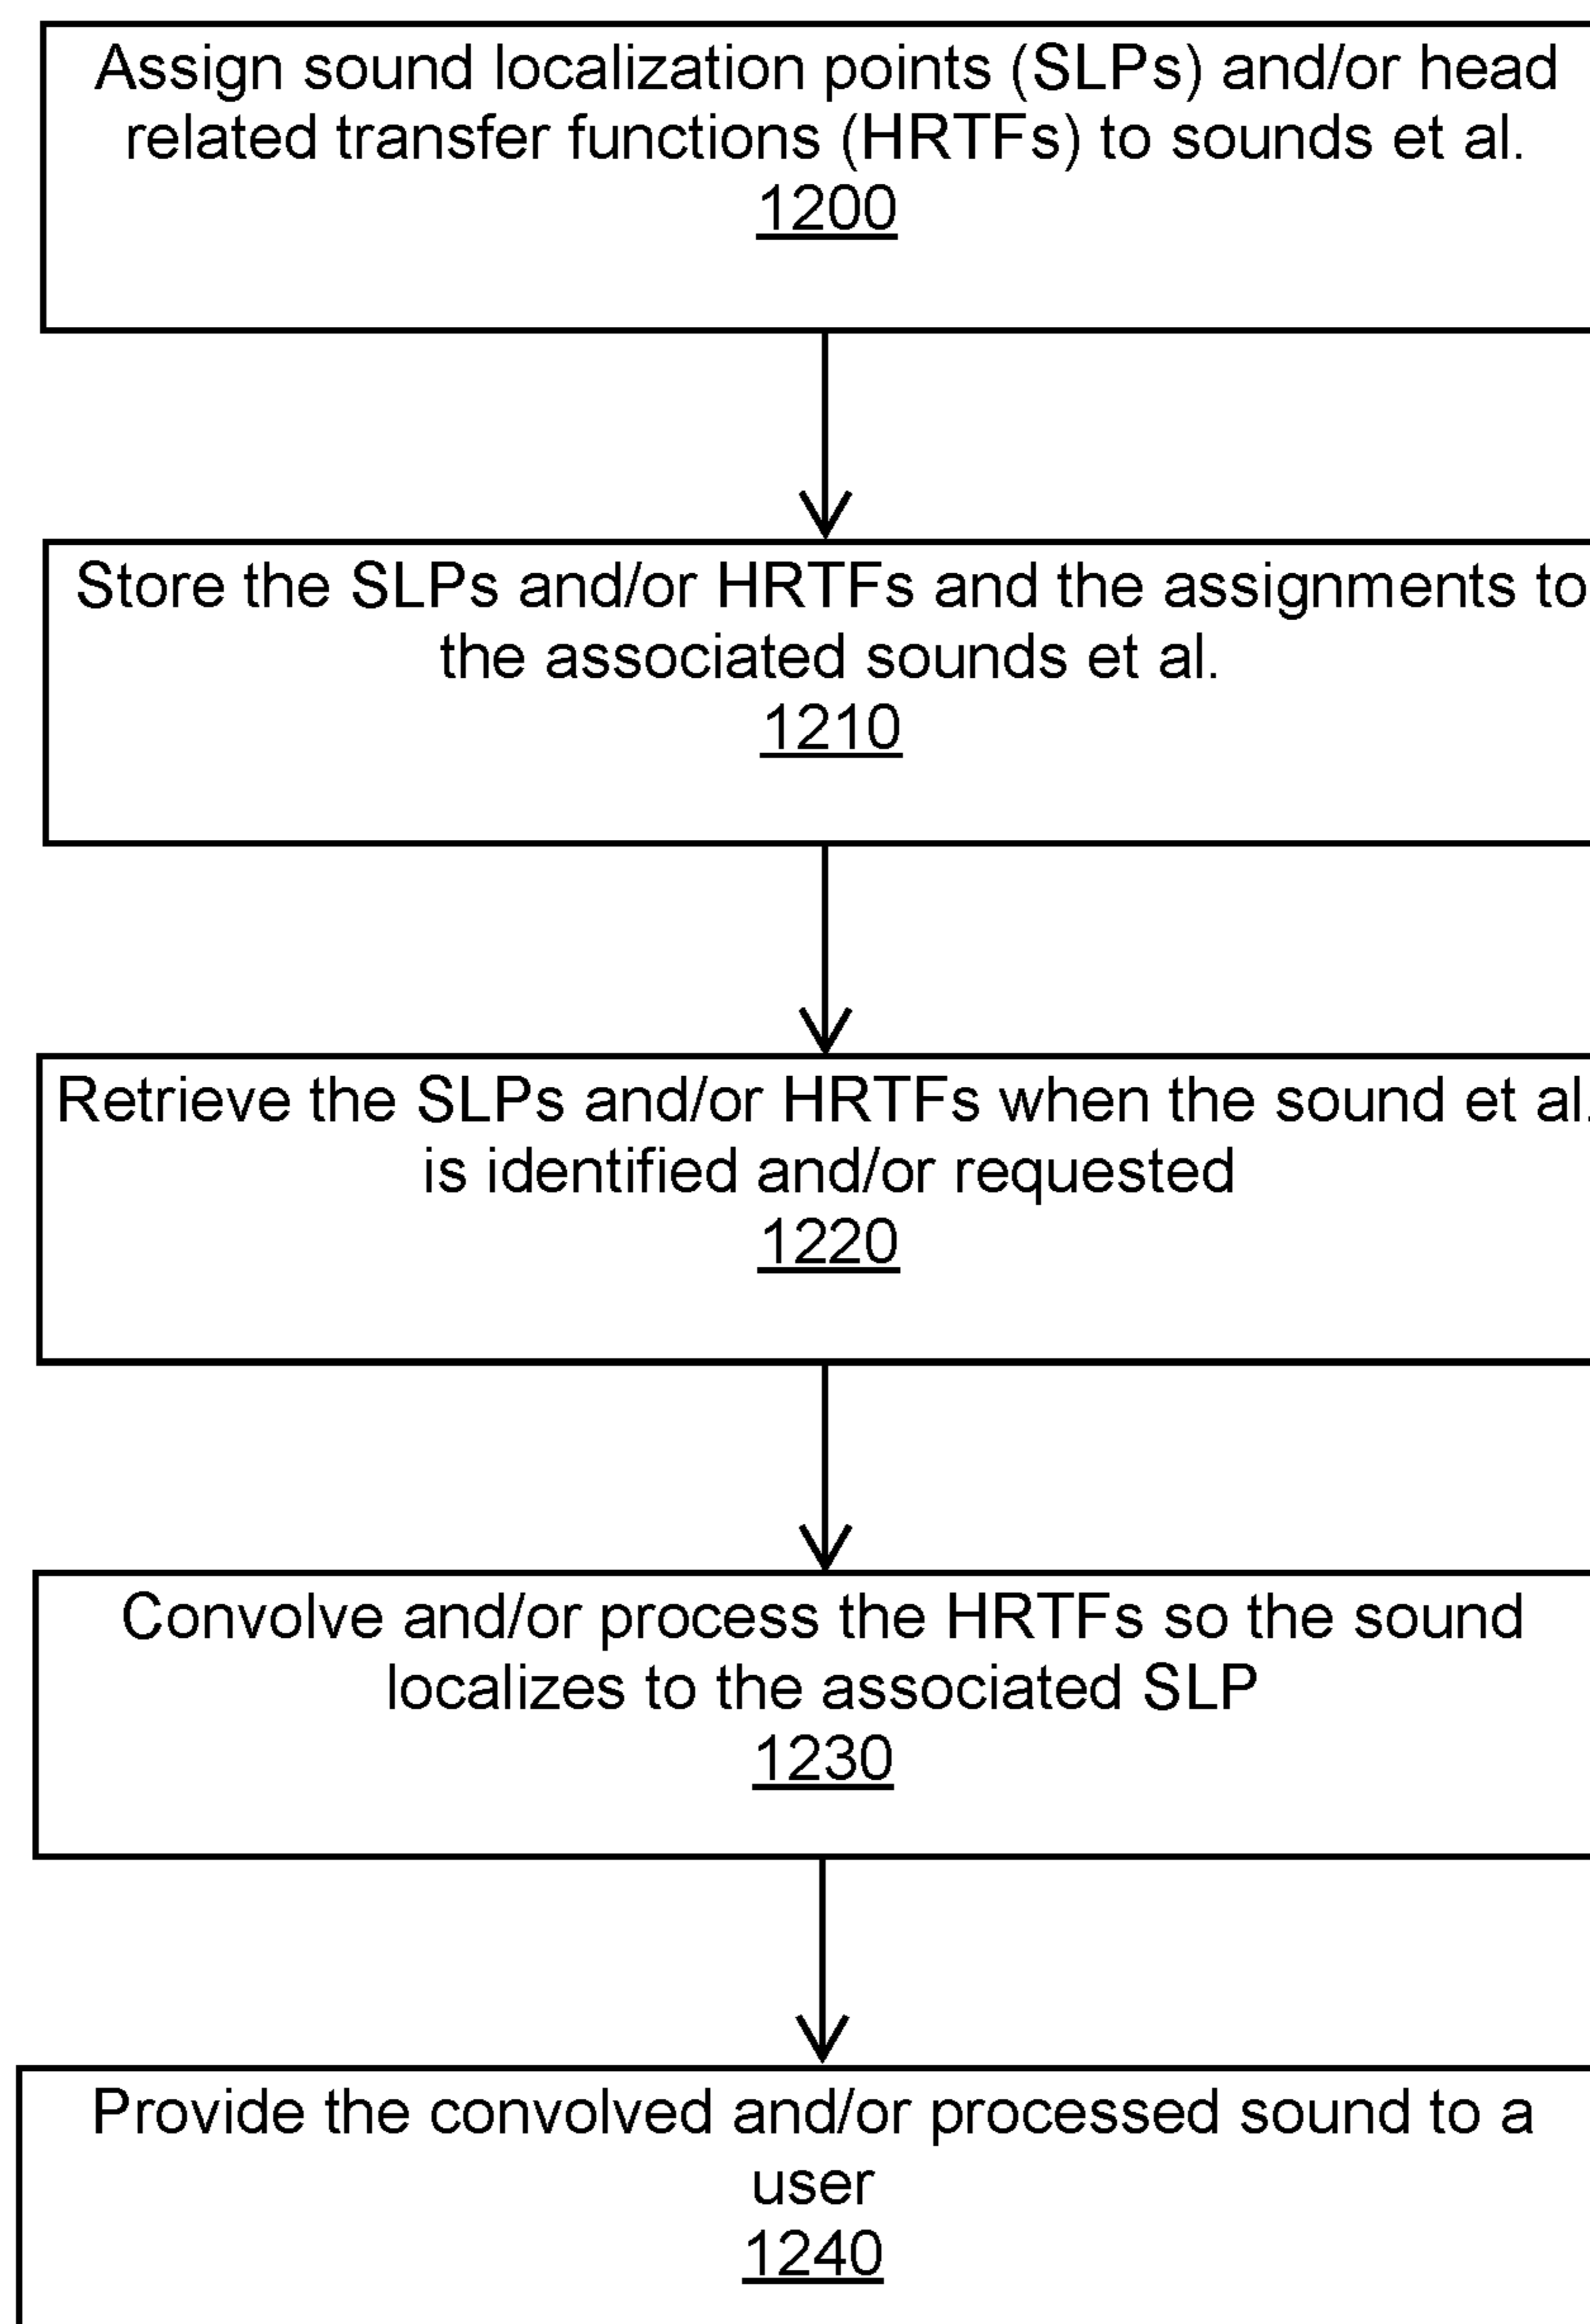 Assign sound localization points (SLPs) and/or head
related transfer functions (HRTFs) to sounds et al.
1200
Store the SLPs and/or HRTFs and the assignments to
the associated sounds et al.
1210
Retrieve the SLPs and/or HRTFs when the sound et al.
is identified and/or requested
1220
Convolve and/or process the HRTFs so the sound
localizes to the associated SLP
1230
Provide the convolved and/or processed sound to a
user
1240